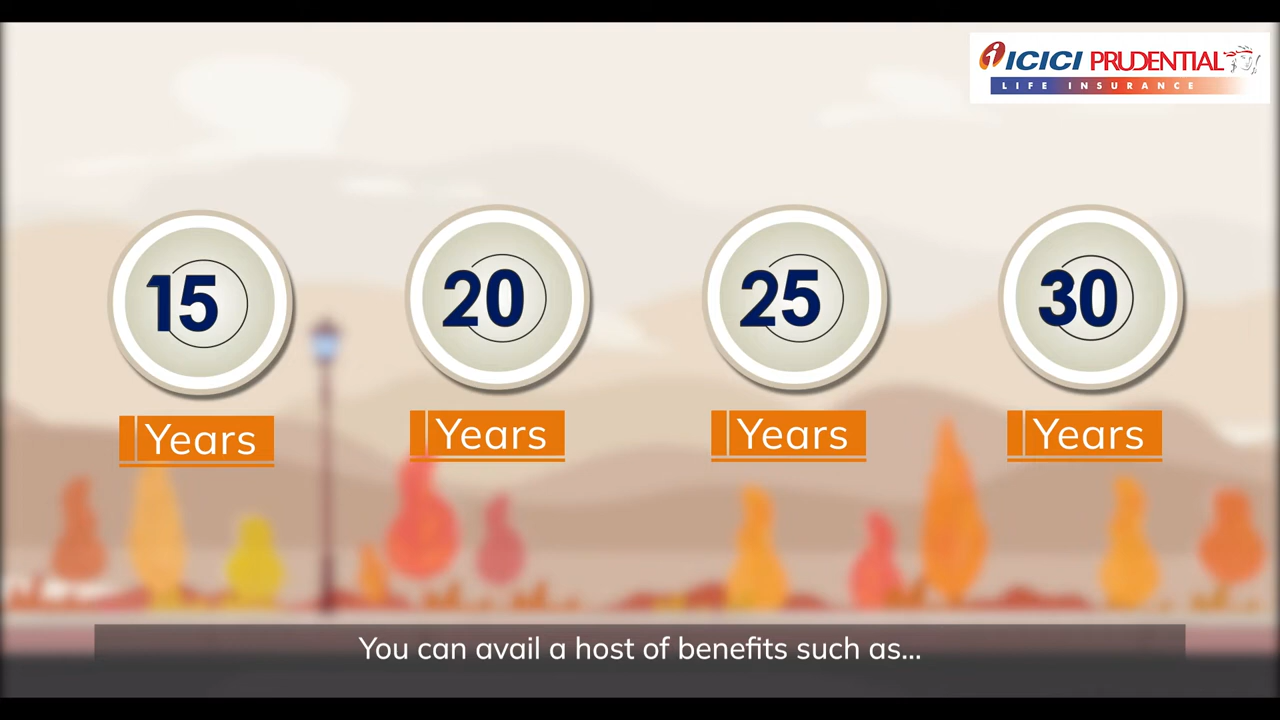 ICICI PRUDENTIAL
LIFE INSURANCE
15
20
25
30
Years
Years
Years
Years
You can avail a host of benefits such as...